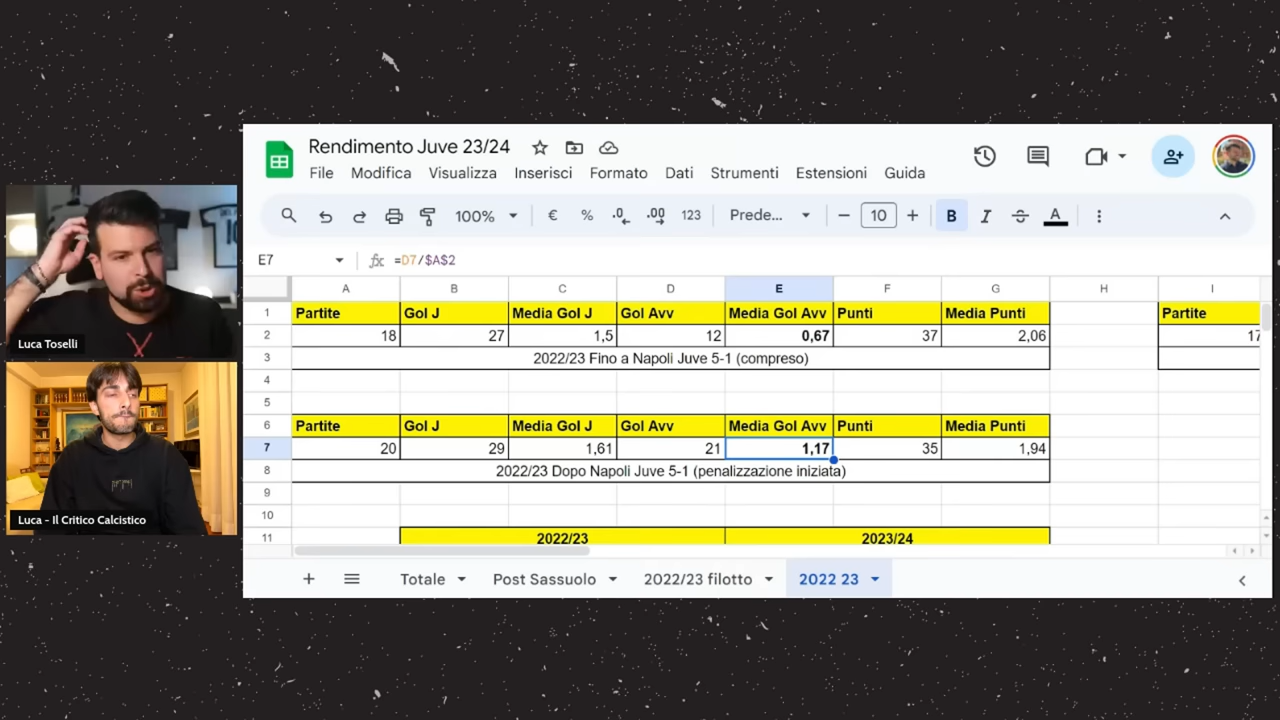 Rendimento Juve 23/24
File Modifica Visualizza Inserisci Formato Dati Strumenti Estensioni Guida
100% € % .0 .00 123 Prede... 10 B I S A
E7 fx =D7/$A$2
A B C D E F G H I
1 Partite Gol J Media Gol J Gol Avv Media Gol Avv Punti Media Punti Partite
2 18 27 1,5 12 0,67 37 2,06 17
3 2022/23 Fino a Napoli Juve 5-1 (compreso)
4
5
6 Partite Gol J Media Gol J Gol Avv Media Gol Avv Punti Media Punti
7 20 29 1,61 21 1,17 35 1,94
8 2022/23 Dopo Napoli Juve 5-1 (penalizzazione iniziata)
9
10
11 2022/23 2023/24
Totale Post Sassuolo 2022/23 filotto 2022 23
Luca Toselli
Luca - Il Critico Calcistico